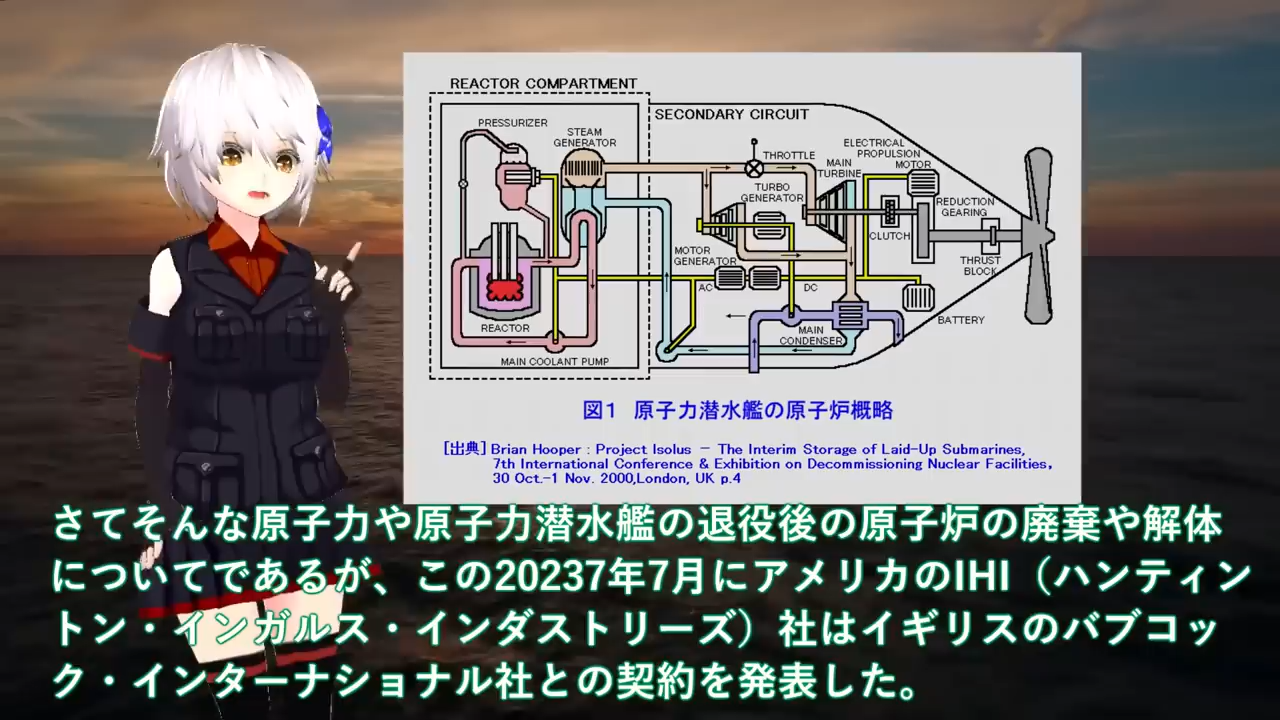 REACTOR COMPARTMENT
SECONDARY CIRCUIT
PRESSURIZER
STEAM
GENERATOR
THROTTLE
MAIN
TURBINE
ELECTRICAL
PROPULSION
MOTOR
TURBO
GENERATOR
REDUCTION
GEARING
CLUTCH
MOTOR
GENERATOR
THRUST
BLOCK
AC
DC
REACTOR
BATTERY
MAIN
CONDENSER
MAIN COOLANT PUMP
図1 原子力潜水艦の原子炉概略
[出典] Brian Hooper : Project Isolus － The Interim Storage of Laid-Up Submarines,
7th International Conference & Exhibition on Decommissioning Nuclear Facilities,
30 Oct.-1 Nov. 2000,London, UK p.4
さてそんな原子力や原子力潜水艦の退役後の原子炉の廃棄や解体
についてであるが、この20237年7月にアメリカのIHI（ハンティン
トン・インガルス・インダストリーズ）社はイギリスのバブコッ
ク・インターナショナル社との契約を発表した。